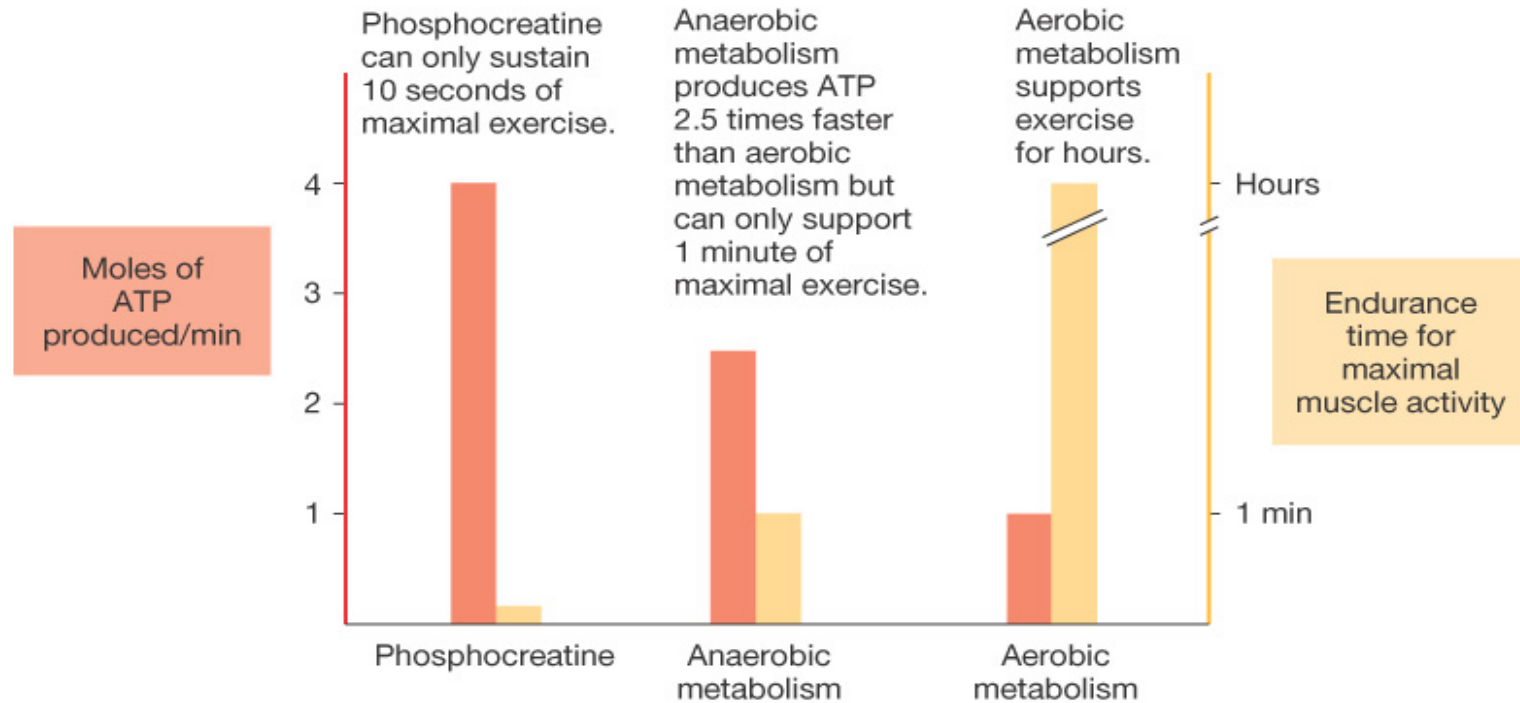 Phosphocreatine
can only sustain
10 seconds of
maximal exercise.
Anaerobic
metabolism
produces ATP
2.5 times faster
than aerobic
metabolism but
can only support
1 minute of
maximal exercise.
Aerobic
metabolism
supports
exercise
for hours.
4
3
2
1
Moles of
ATP
produced/min
Hours
1 min
Endurance
time for
maximal
muscle activity
Phosphocreatine
Anaerobic
metabolism
Aerobic
metabolism